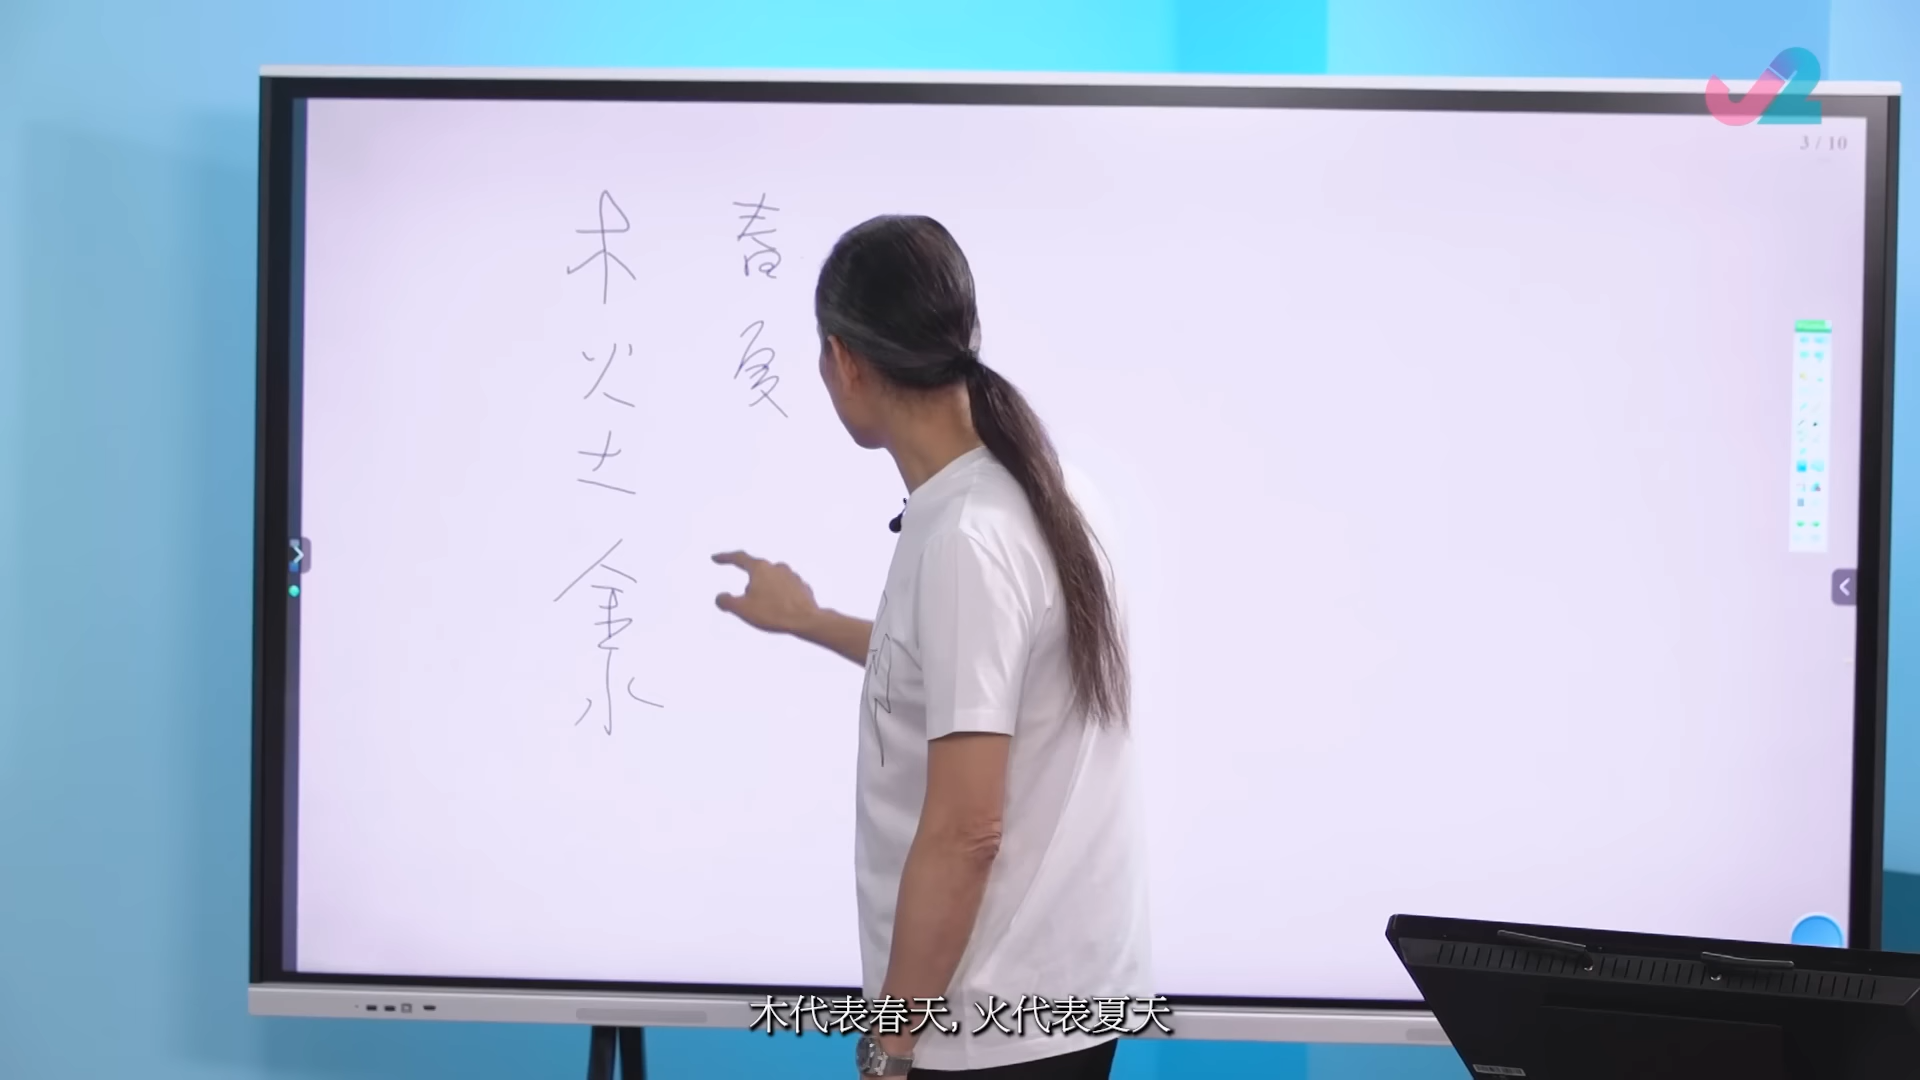 3 / 10
木 春
火 夏
土
金
水
木代表春天, 火代表夏天